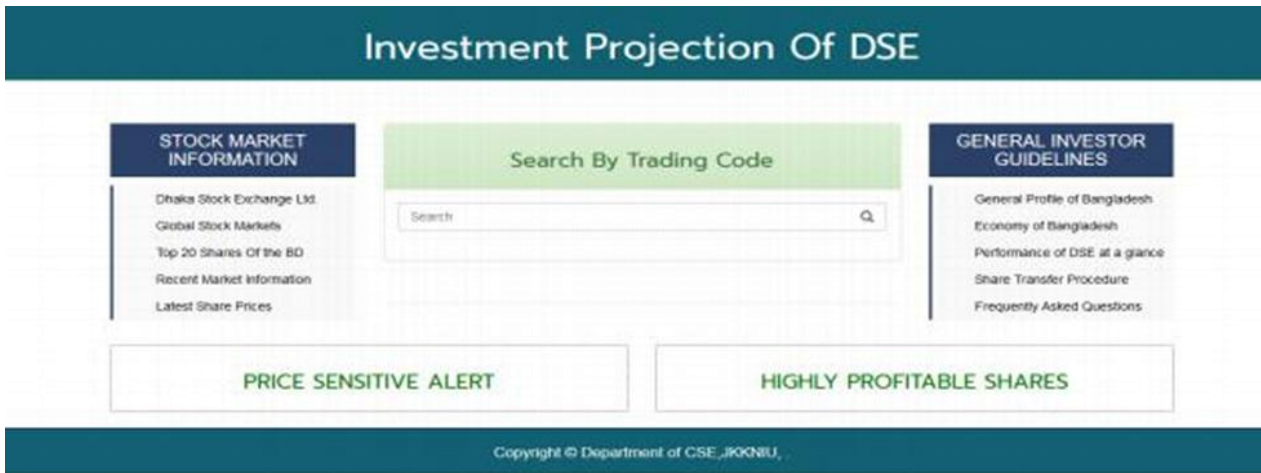 Investment Projection Of DSE
STOCK MARKET
INFORMATION
Dhaka Stock Exchange Ltd.
Global Stock Markets
Top 20 Shares Of the BD
Recent Market Information
Latest Share Prices
Search By Trading Code
Search
GENERAL INVESTOR
GUIDELINES
General Profile of Bangladesh
Economy of Bangladesh
Performance of DSE at a glance
Share Transfer Procedure
Frequently Asked Questions
PRICE SENSITIVE ALERT
HIGHLY PROFITABLE SHARES
Copyright © Department of CSE,JKKNIU, .